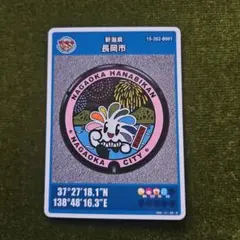 新潟県
長岡市
15-202-B001
NAGAOKA HANABIKAN
NAGAOKA CITY
37°27'18.1"N
138°48'16.3"E